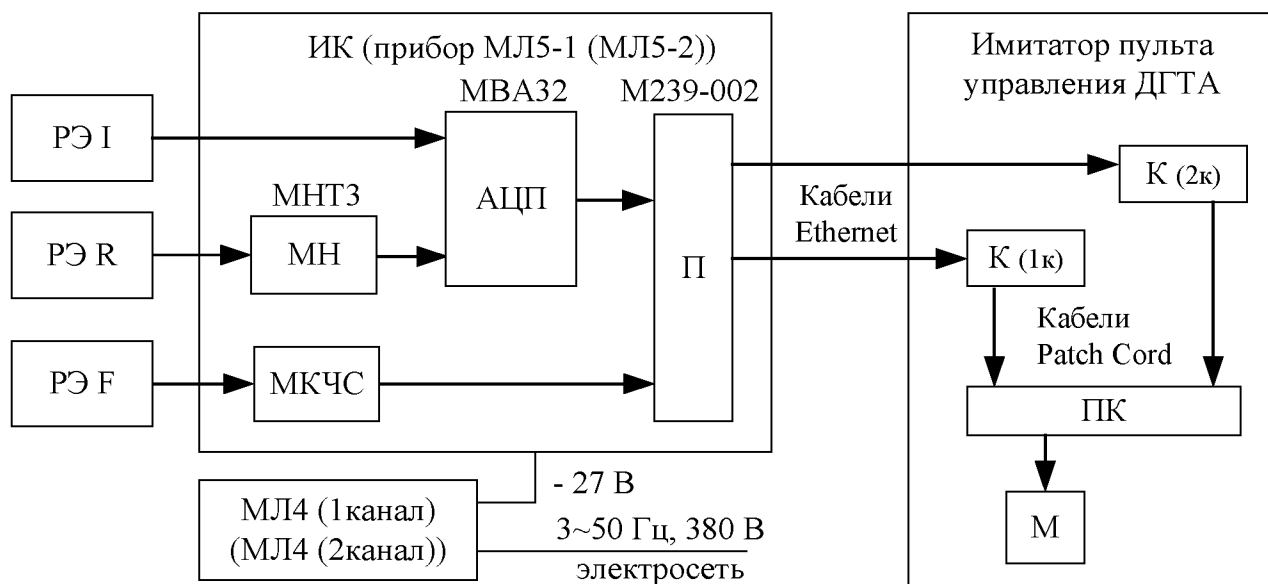 ИК (прибор МЛ5-1 (МЛ5-2))
МВА32
М239-002
РЭ I
АЦП
МНТ3
РЭ R
МН
П
РЭ F
МКЧС
Кабели
Ethernet
Имитатор пульта
управления ДГТА
К (2к)
К (1к)
Кабели
Patch Cord
ПК
М
- 27 В
МЛ4 (1канал)
(МЛ4 (2канал))
3~50 Гц, 380 В
электросеть